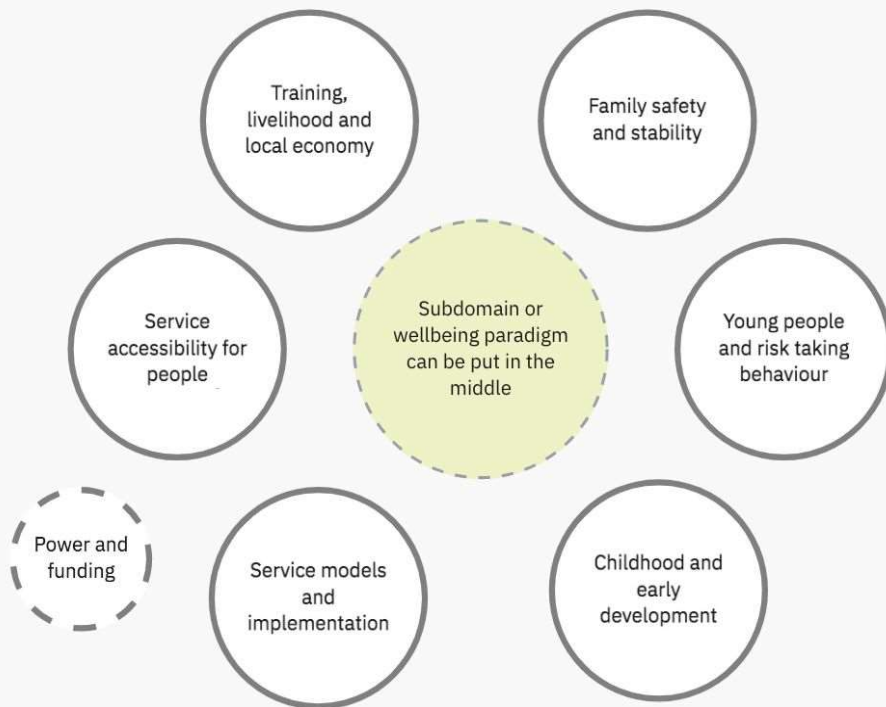 Training,
livelihood and
local economy
Family safety
and stability
Service
accessibility for
people
Subdomain or
wellbeing paradigm
can be put in the
middle
Young people
and risk taking
behaviour
Power and
funding
Service models
and
implementation
Childhood and
early
development